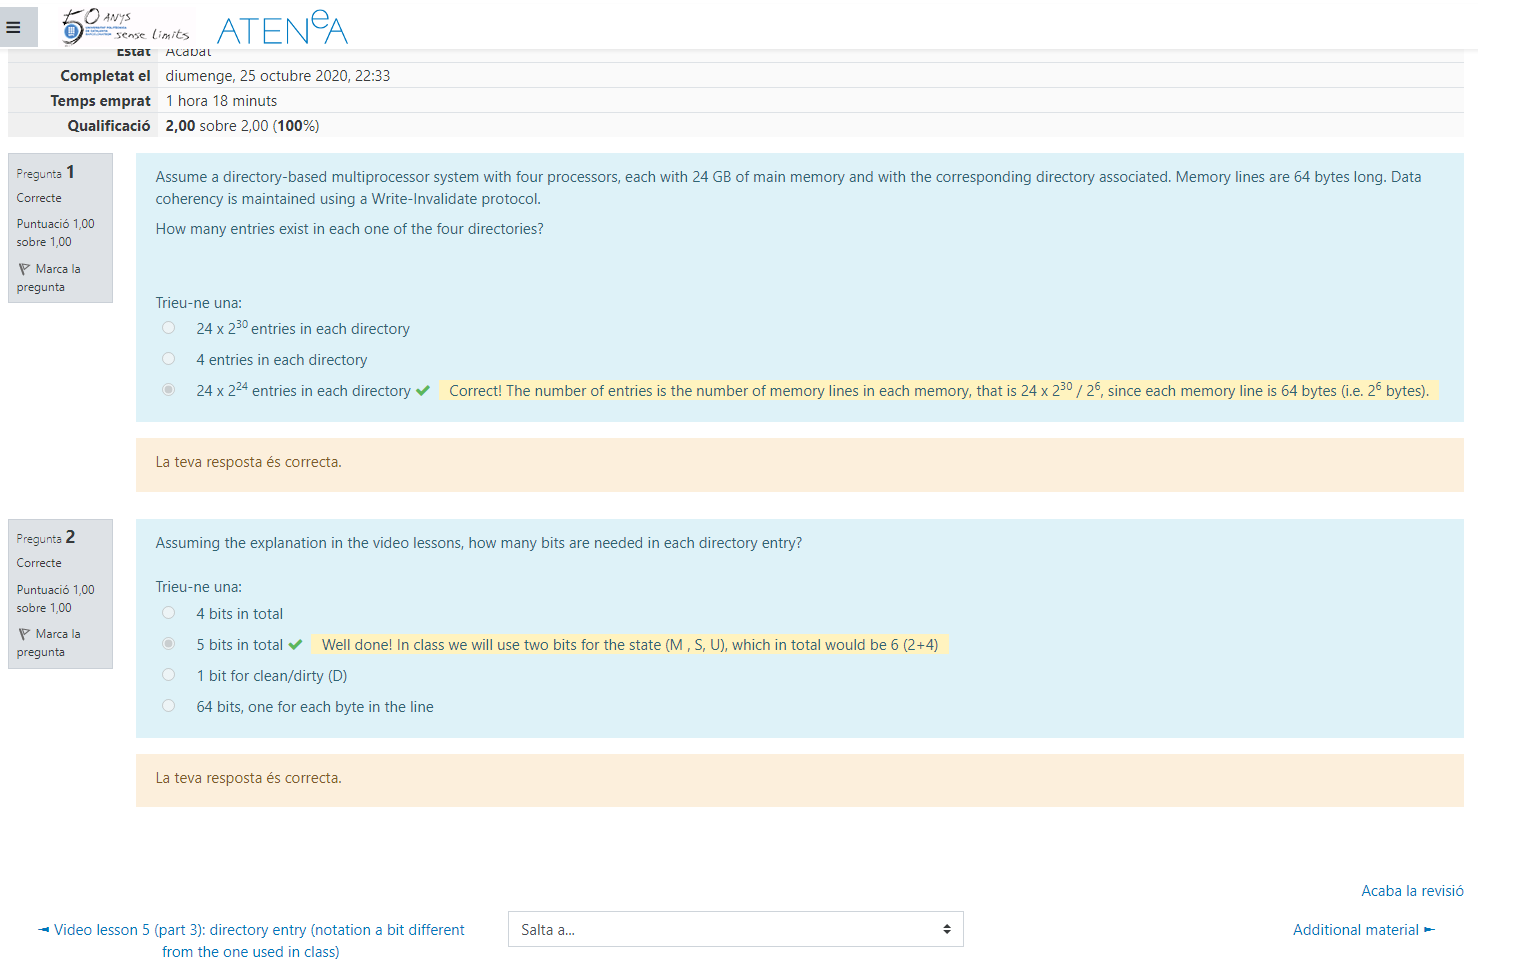 50 ANYS
UNIVERSITAT POLITÈCNICA
DE CATALUNYA
BARCELONATECH
sense límits
ATENeA
Estat Acabat
Completat el diumenge, 25 octubre 2020, 22:33
Temps emprat 1 hora 18 minuts
Qualificació 2,00 sobre 2,00 (100%)
Pregunta 1
Correcte
Puntuació 1,00
sobre 1,00
Marca la
pregunta
Assume a directory-based multiprocessor system with four processors, each with 24 GB of main memory and with the corresponding directory associated. Memory lines are 64 bytes long. Data
coherency is maintained using a Write-Invalidate protocol.
How many entries exist in each one of the four directories?
Trieu-ne una:
24 x 2³⁰ entries in each directory
4 entries in each directory
24 x 2²⁴ entries in each directory ✔ Correct! The number of entries is the number of memory lines in each memory, that is 24 x 2³⁰ / 2⁶, since each memory line is 64 bytes (i.e. 2⁶ bytes).
La teva resposta és correcta.
Pregunta 2
Correcte
Puntuació 1,00
sobre 1,00
Marca la
pregunta
Assuming the explanation in the video lessons, how many bits are needed in each directory entry?
Trieu-ne una:
4 bits in total
5 bits in total ✔ Well done! In class we will use two bits for the state (M , S, U), which in total would be 6 (2+4)
1 bit for clean/dirty (D)
64 bits, one for each byte in the line
La teva resposta és correcta.
Acaba la revisió
◄ Video lesson 5 (part 3): directory entry (notation a bit different
from the one used in class)
Salta a...
Additional material ►